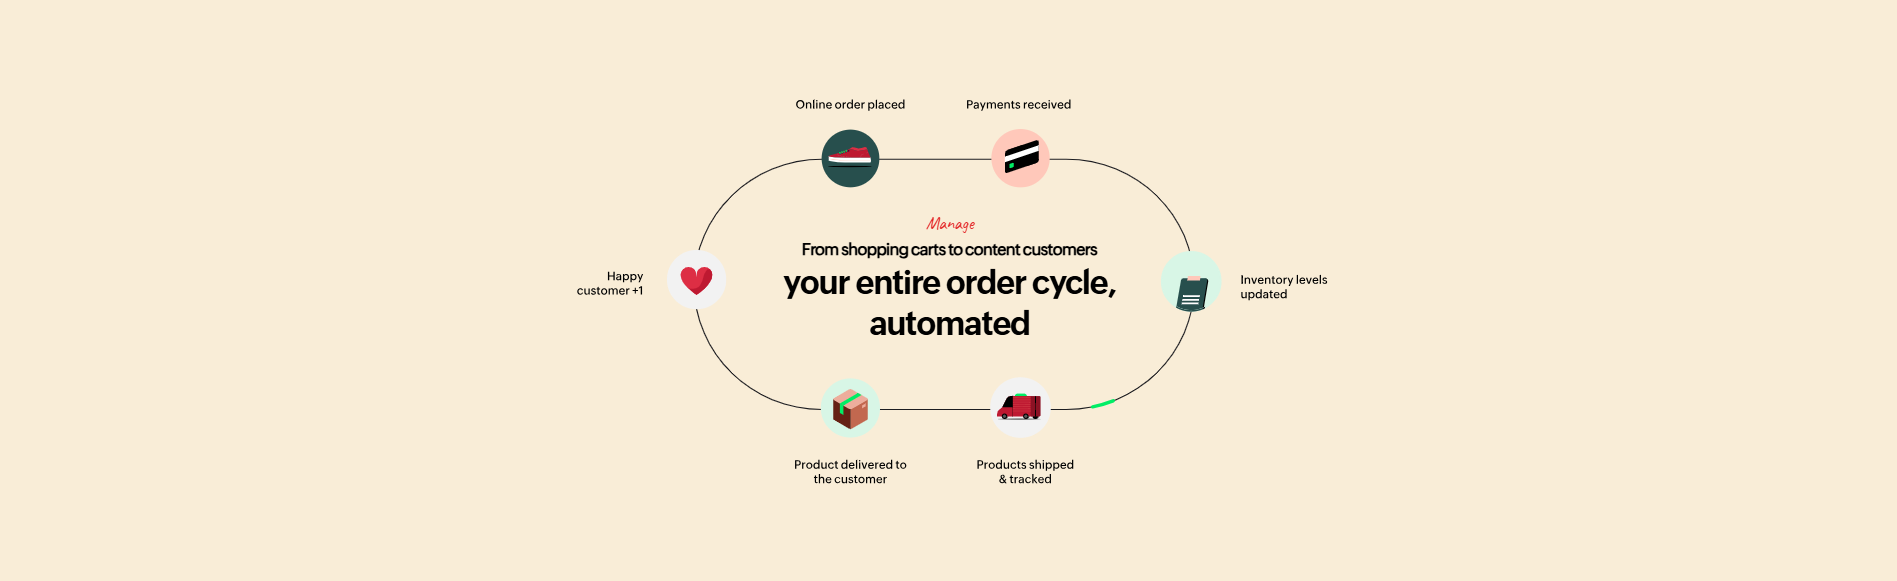 Online order placed
Payments received
Manage
From shopping carts to content customers
your entire order cycle,
automated
Happy
customer +1
Inventory levels
updated
Product delivered to
the customer
Products shipped
& tracked